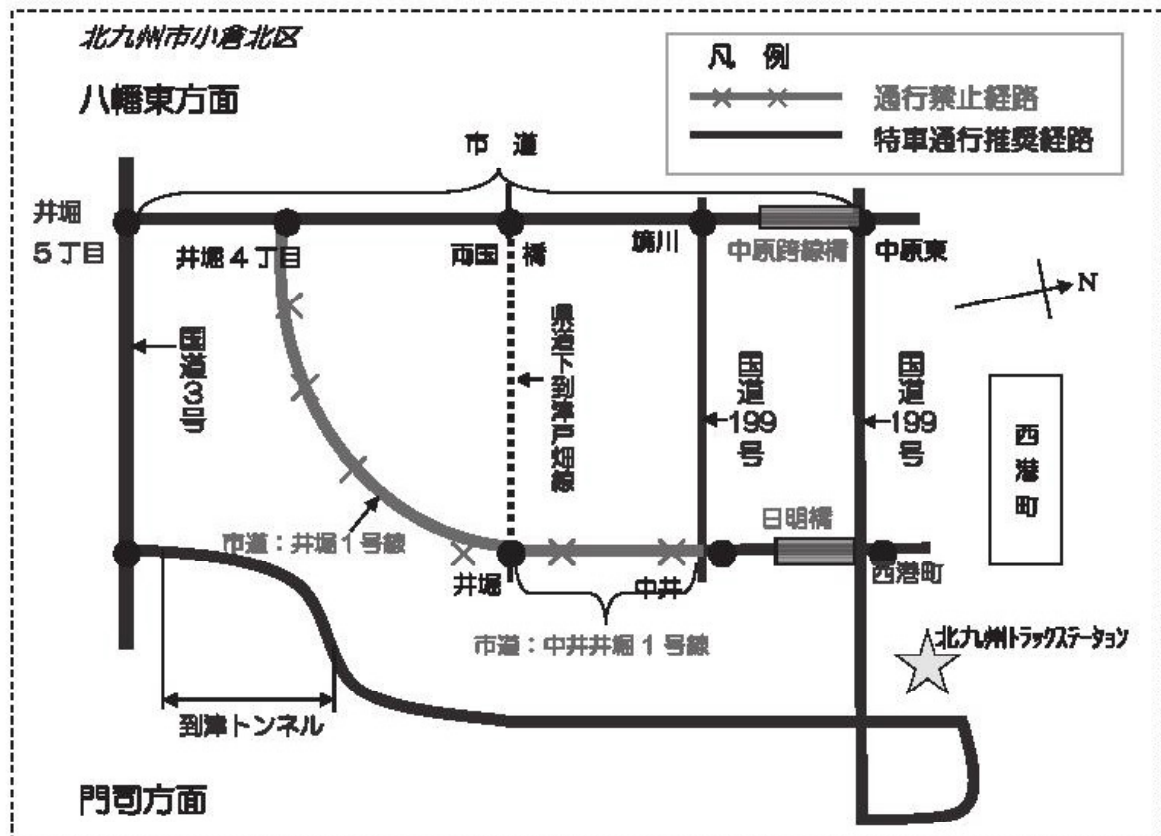 北九州市小倉北区
八幡東方面
凡 例
通行禁止経路
特車通行推奨経路
市 道
井堀
5丁目
井堀4丁目
両国 橋
境川
中原跨線橋
中原東
N
国道3号
県道下到津戸畑線
国道199号
国道199号
西港町
市道：井堀1号線
日明橋
井堀
中井
西港町
市道：中井井堀1号線
北九州トラックステーション
到津トンネル
門司方面